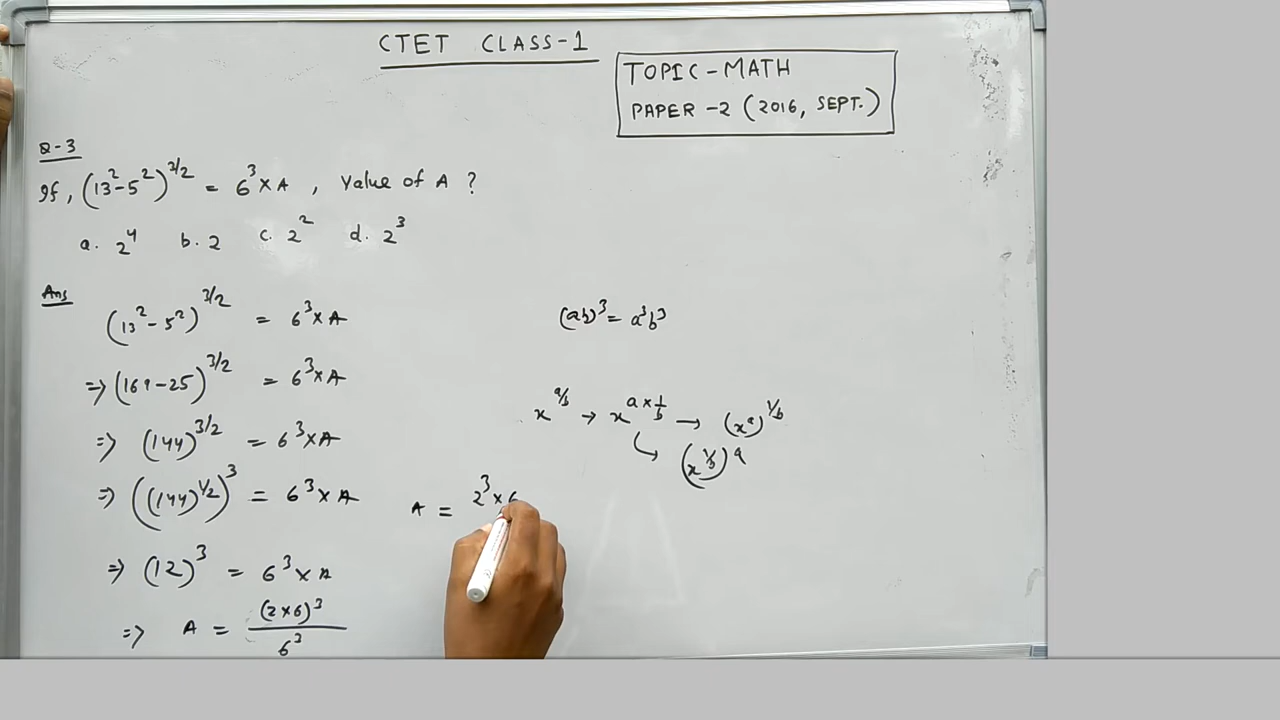 CTET CLASS-1
TOPIC-MATH
PAPER-2 (2016, SEPT.)
Q-3
If, (13²-5²)^3/2 = 6³×A, Value of A ?
a. 2⁴ b. 2 c. 2² d. 2³
Ans
(13²-5²)^3/2 = 6³×A
⇒ (169-25)^3/2 = 6³×A
⇒ (144)^3/2 = 6³×A
⇒ ((144)^1/2)³ = 6³×A
⇒ (12)³ = 6³×A
⇒ A = (2×6)³/6³
(ab)³ = a³b³
x^a/b → x^a×1/b → (x^a)^1/b
↳ (x^1/b)^a
A = 2³×6